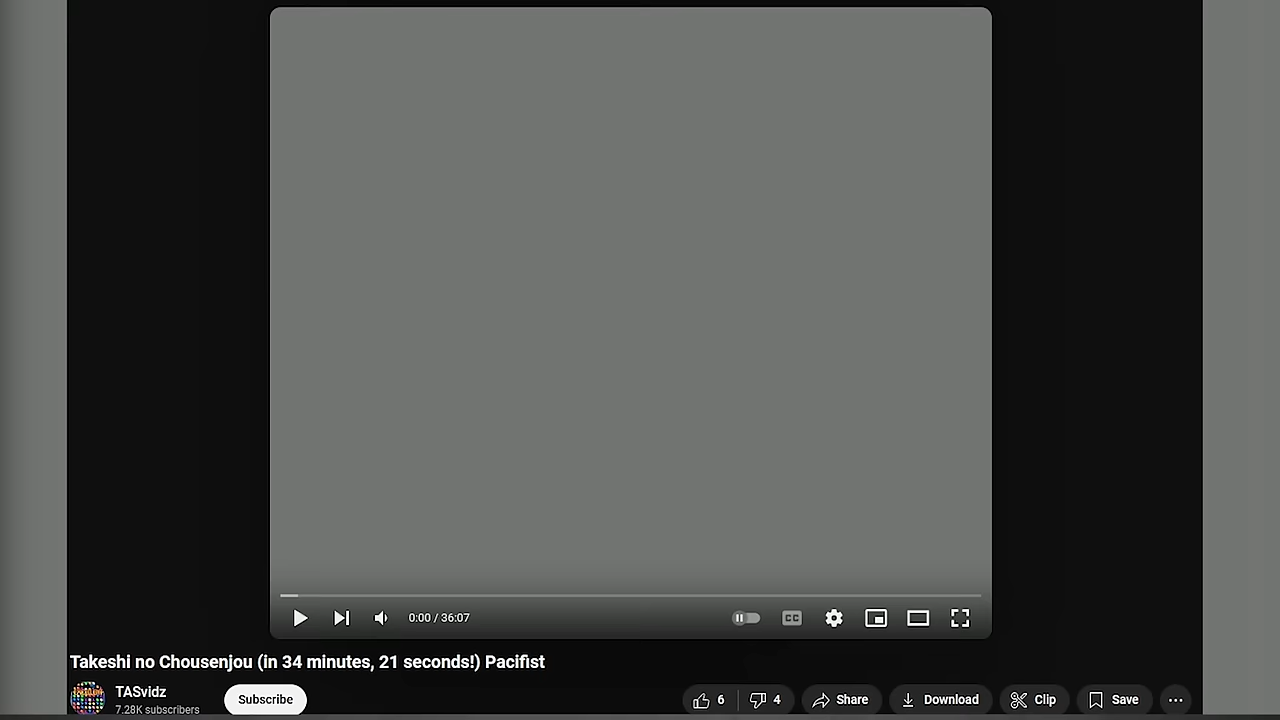 0:00 / 36:07
CC
Takeshi no Chousenjou (in 34 minutes, 21 seconds!) Pacifist
TASvidz
7.28K subscribers
Subscribe
6
4
Share
Download
Clip
Save